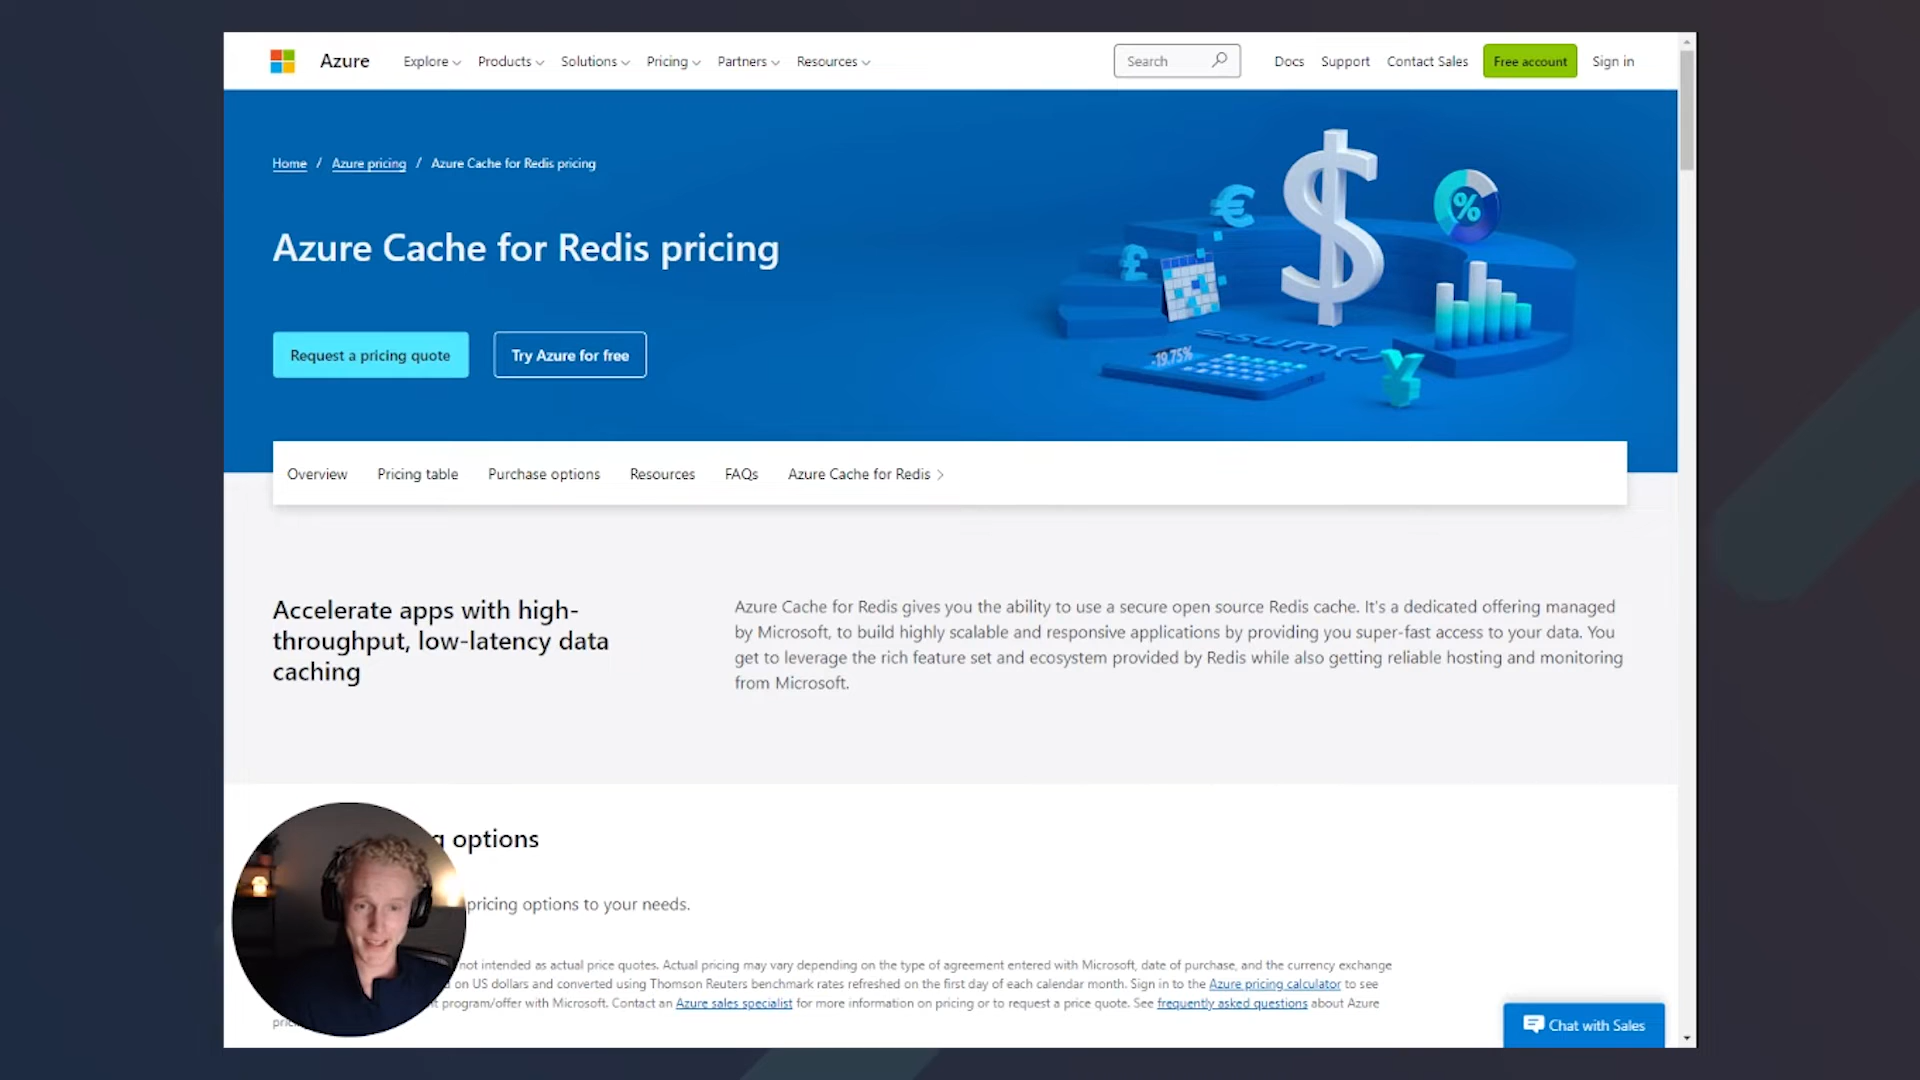 Azure Explore Products Solutions Pricing Partners Resources Search Docs Support Contact Sales Free account Sign in
Home / Azure pricing / Azure Cache for Redis pricing
Azure Cache for Redis pricing
Request a pricing quote Try Azure for free
€
$
%
£
=sum(
-19.75%
¥
Overview Pricing table Purchase options Resources FAQs Azure Cache for Redis
Accelerate apps with high-
throughput, low-latency data
caching
Azure Cache for Redis gives you the ability to use a secure open source Redis cache. It's a dedicated offering managed
by Microsoft, to build highly scalable and responsive applications by providing you super-fast access to your data. You
get to leverage the rich feature set and ecosystem provided by Redis while also getting reliable hosting and monitoring
from Microsoft.
options
pricing options to your needs.
not intended as actual price quotes. Actual pricing may vary depending on the type of agreement entered with Microsoft, date of purchase, and the currency exchange
on US dollars and converted using Thomson Reuters benchmark rates refreshed on the first day of each calendar month. Sign in to the Azure pricing calculator to see
program/offer with Microsoft. Contact an Azure sales specialist for more information on pricing or to request a price quote. See frequently asked questions about Azure
Chat with Sales